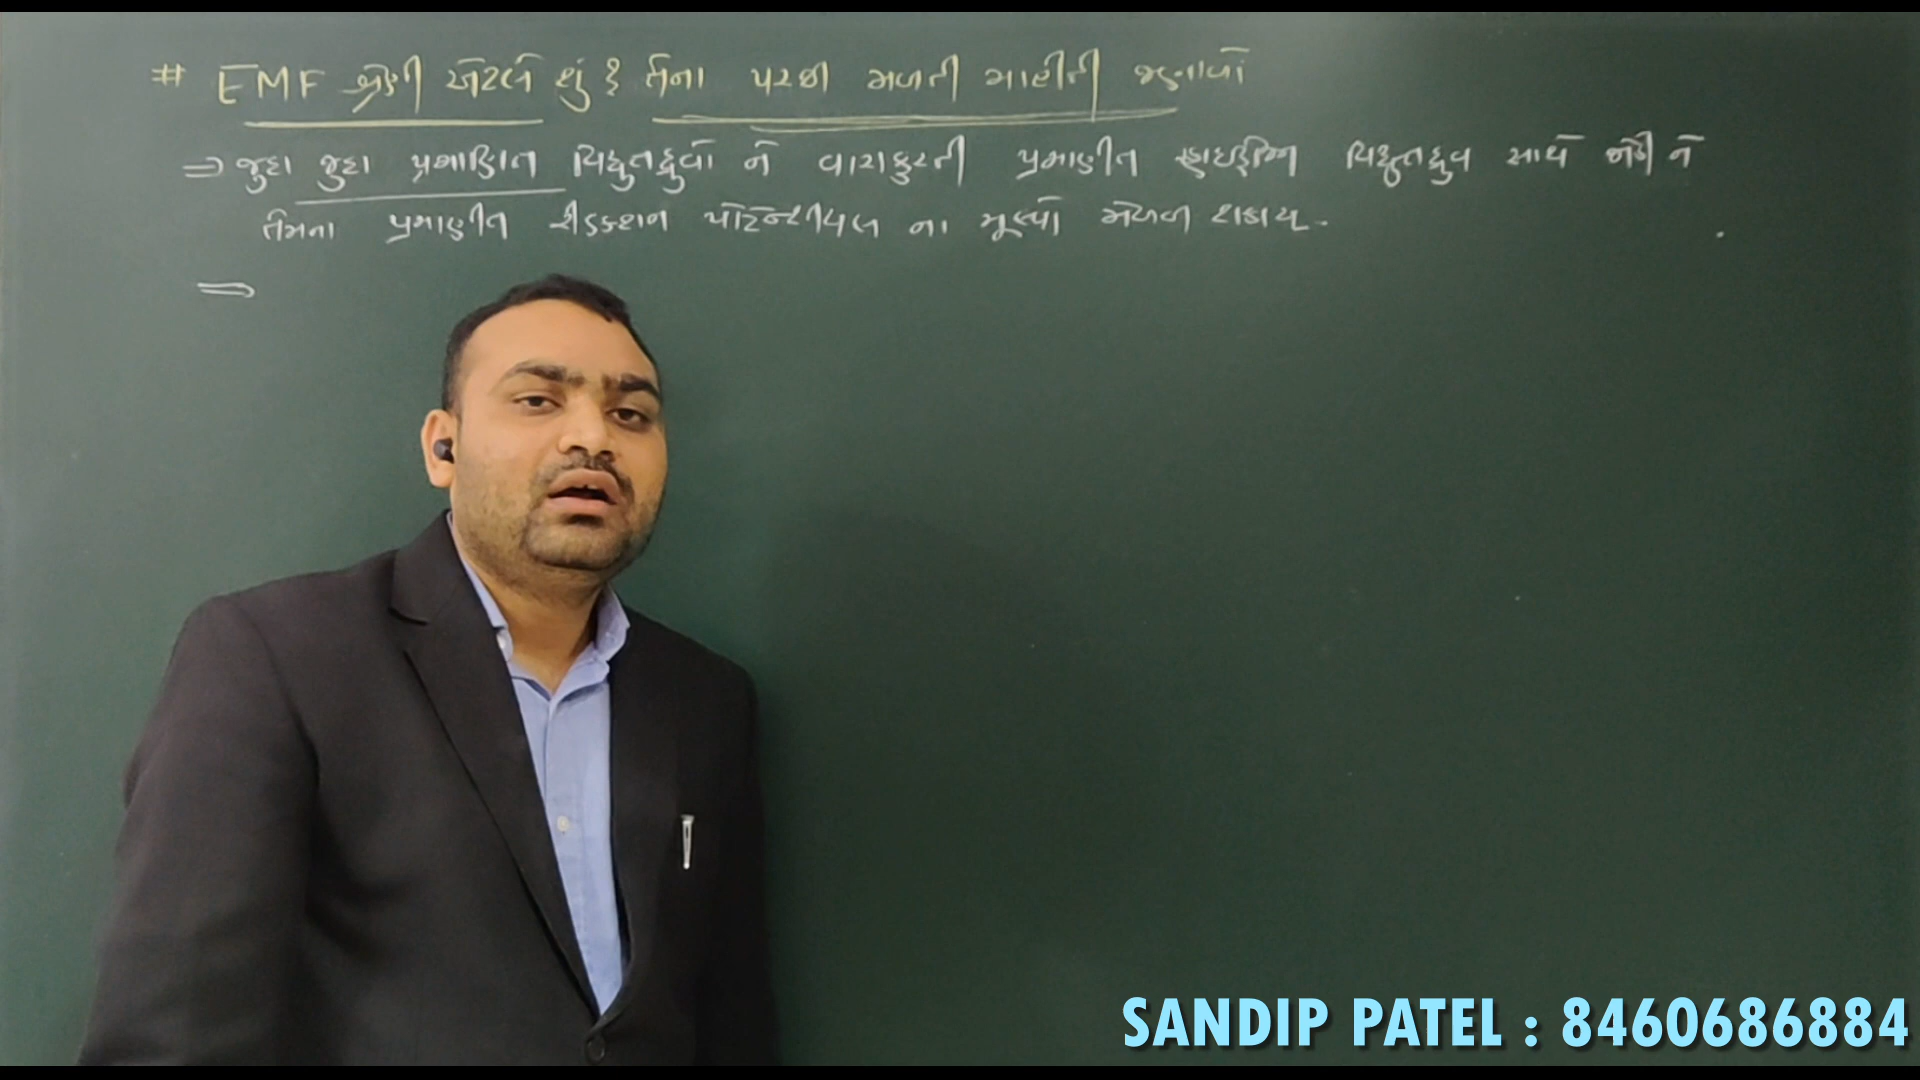 # EMF શ્રેણી એટલે શું ? તેના પરથી મળતી માહીતી જણાવો
⇒ જુદા જુદા પ્રમાણિત વિદ્યુતધ્રુવો ને વારાફરતી પ્રમાણીત હાઇડ્રોજન વિદ્યુતધ્રુવ સાથે જોડી ને
તેમના પ્રમાણીત રીડક્શન પોટેન્શીયલ ના મૂલ્યો મેળવી શકાય.
⇒
SANDIP PATEL : 8460686884